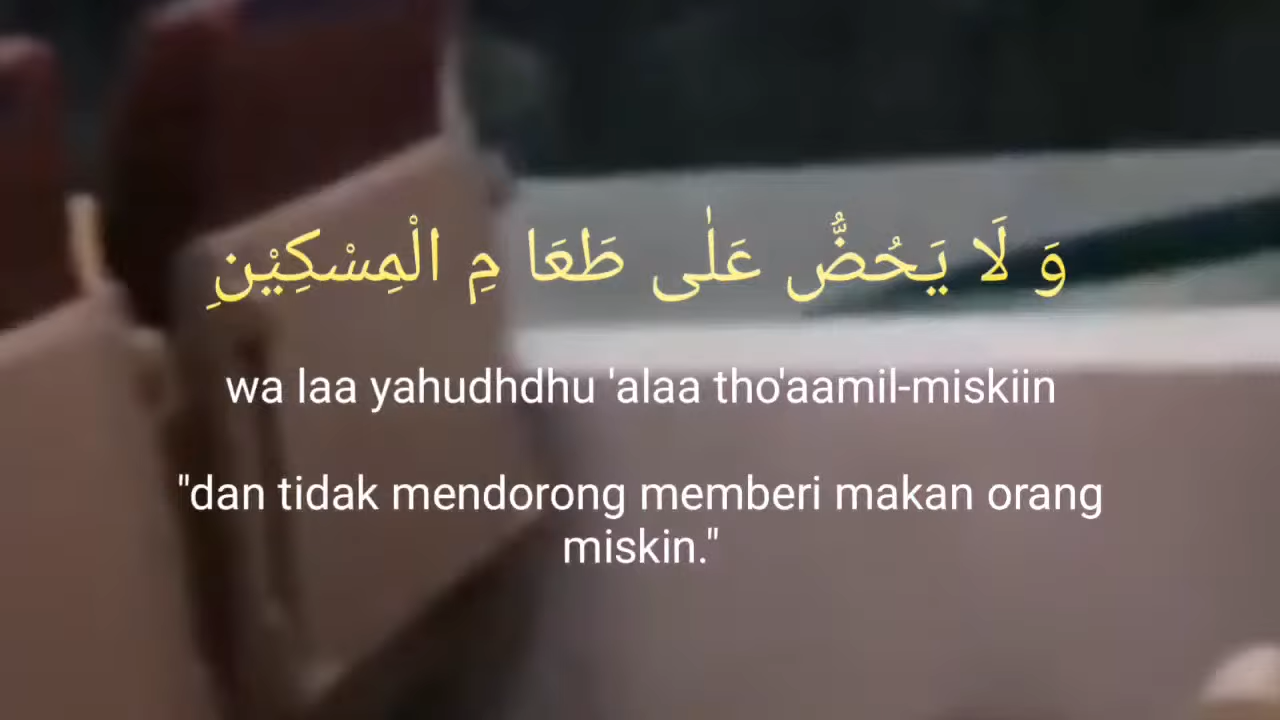 وَ لَا يَحُضُّ عَلٰى طَعَا مِ الْمِسْكِيْنِ
wa laa yahudhdhu 'alaa tho'aamil-miskiin
"dan tidak mendorong memberi makan orang
miskin."